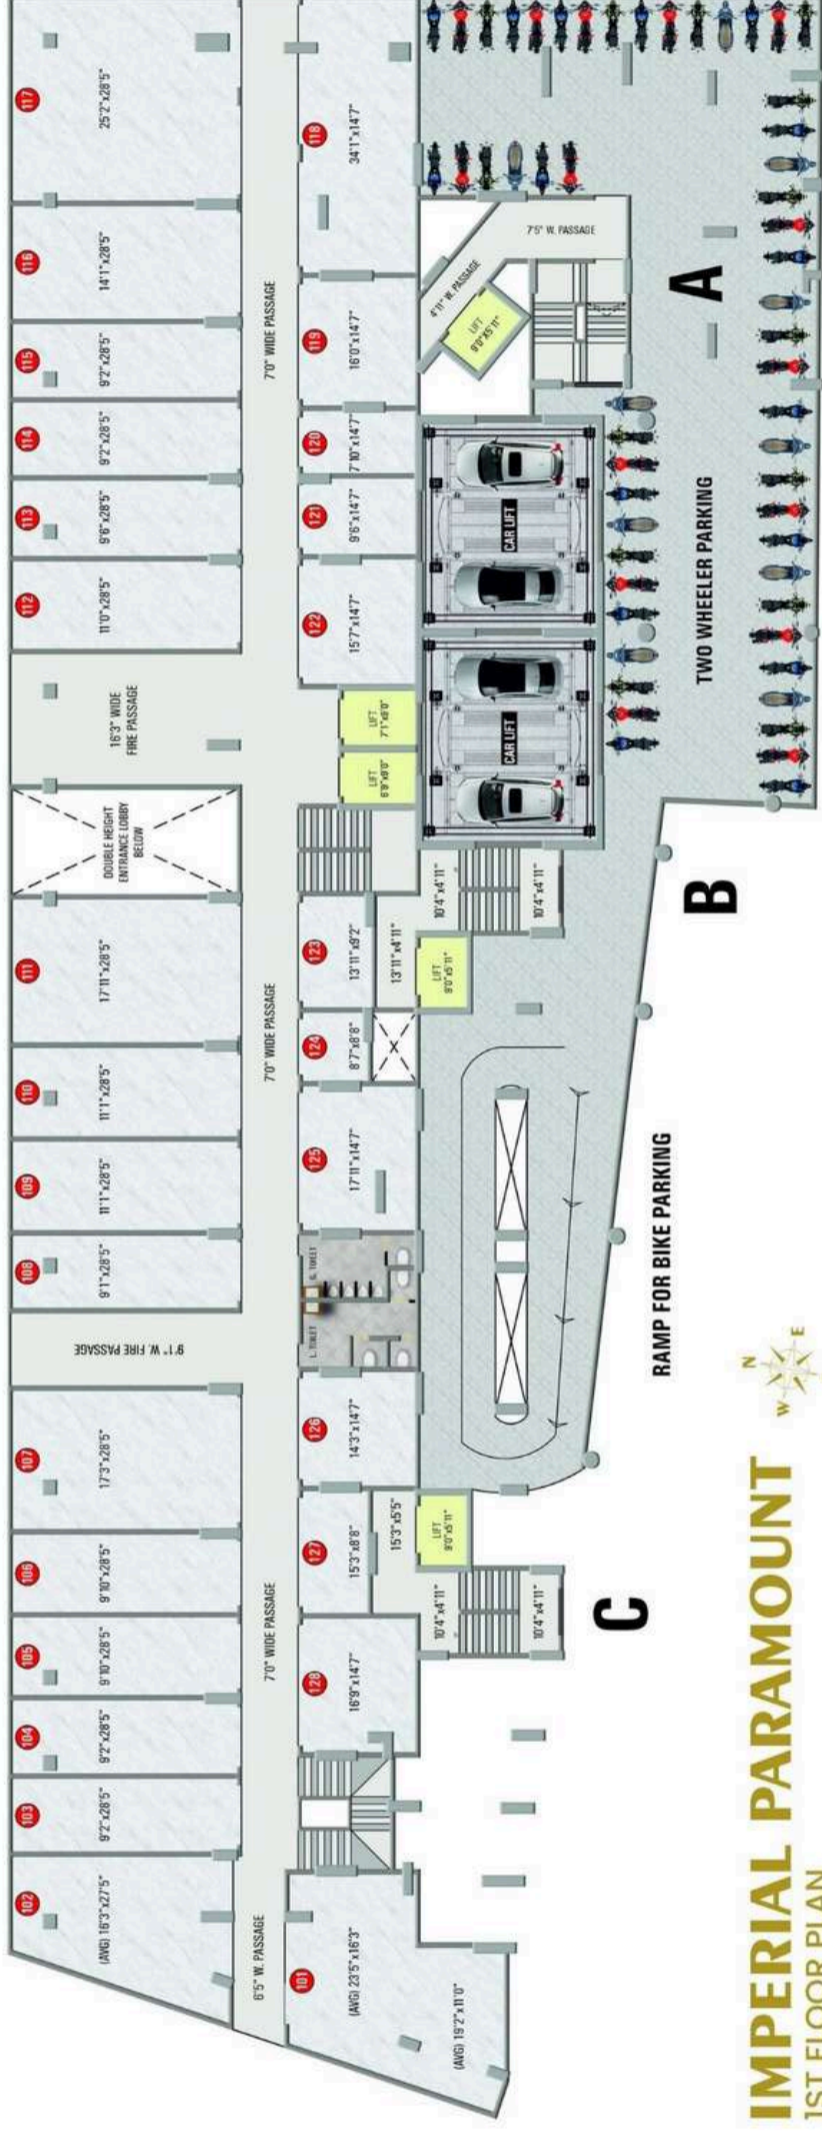 102
(AVG) 16'3"x27'5"
103
9'2"x28'5"
104
9'2"x28'5"
105
9'10"x28'5"
106
9'10"x28'5"
107
17'3"x28'5"
9'1" W. FIRE PASSAGE
108
9'1"x28'5"
109
11'1"x28'5"
110
11'1"x28'5"
111
17'11"x28'5"
DOUBLE HEIGHT
ENTRANCE LOBBY
BELOW
16'3" WIDE
FIRE PASSAGE
112
11'0"x28'5"
113
9'6"x28'5"
114
9'2"x28'5"
115
9'2"x28'5"
116
14'1"x28'5"
117
25'2"x28'5"
6'5" W. PASSAGE
7'0" WIDE PASSAGE
7'0" WIDE PASSAGE
7'0" WIDE PASSAGE
101
(AVG) 23'5"x16'3"
(AVG) 19'2"x11'0"
128
16'9"x14'7"
127
15'3"x8'8"
15'3"x5'5"
126
14'3"x14'7"
L. TOILET
G. TOILET
125
17'11"x14'7"
124
8'7"x8'8"
123
13'11"x9'2"
13'11"x4'11"
LIFT
6'9"x8'0"
LIFT
7'1"x8'0"
122
15'7"x14'7"
121
9'6"x14'7"
120
7'10"x14'7"
119
16'0"x14'7"
118
34'1"x14'7"
10'4"x4'11"
10'4"x4'11"
LIFT
9'0"x5'11"
LIFT
9'0"x5'11"
10'4"x4'11"
10'4"x4'11"
CAR LIFT
CAR LIFT
LIFT
9'0"x5'11"
4'11" W. PASSAGE
7'5" W. PASSAGE
C
RAMP FOR BIKE PARKING
B
TWO WHEELER PARKING
A
IMPERIAL PARAMOUNT
1ST FLOOR PLAN
N
W
E